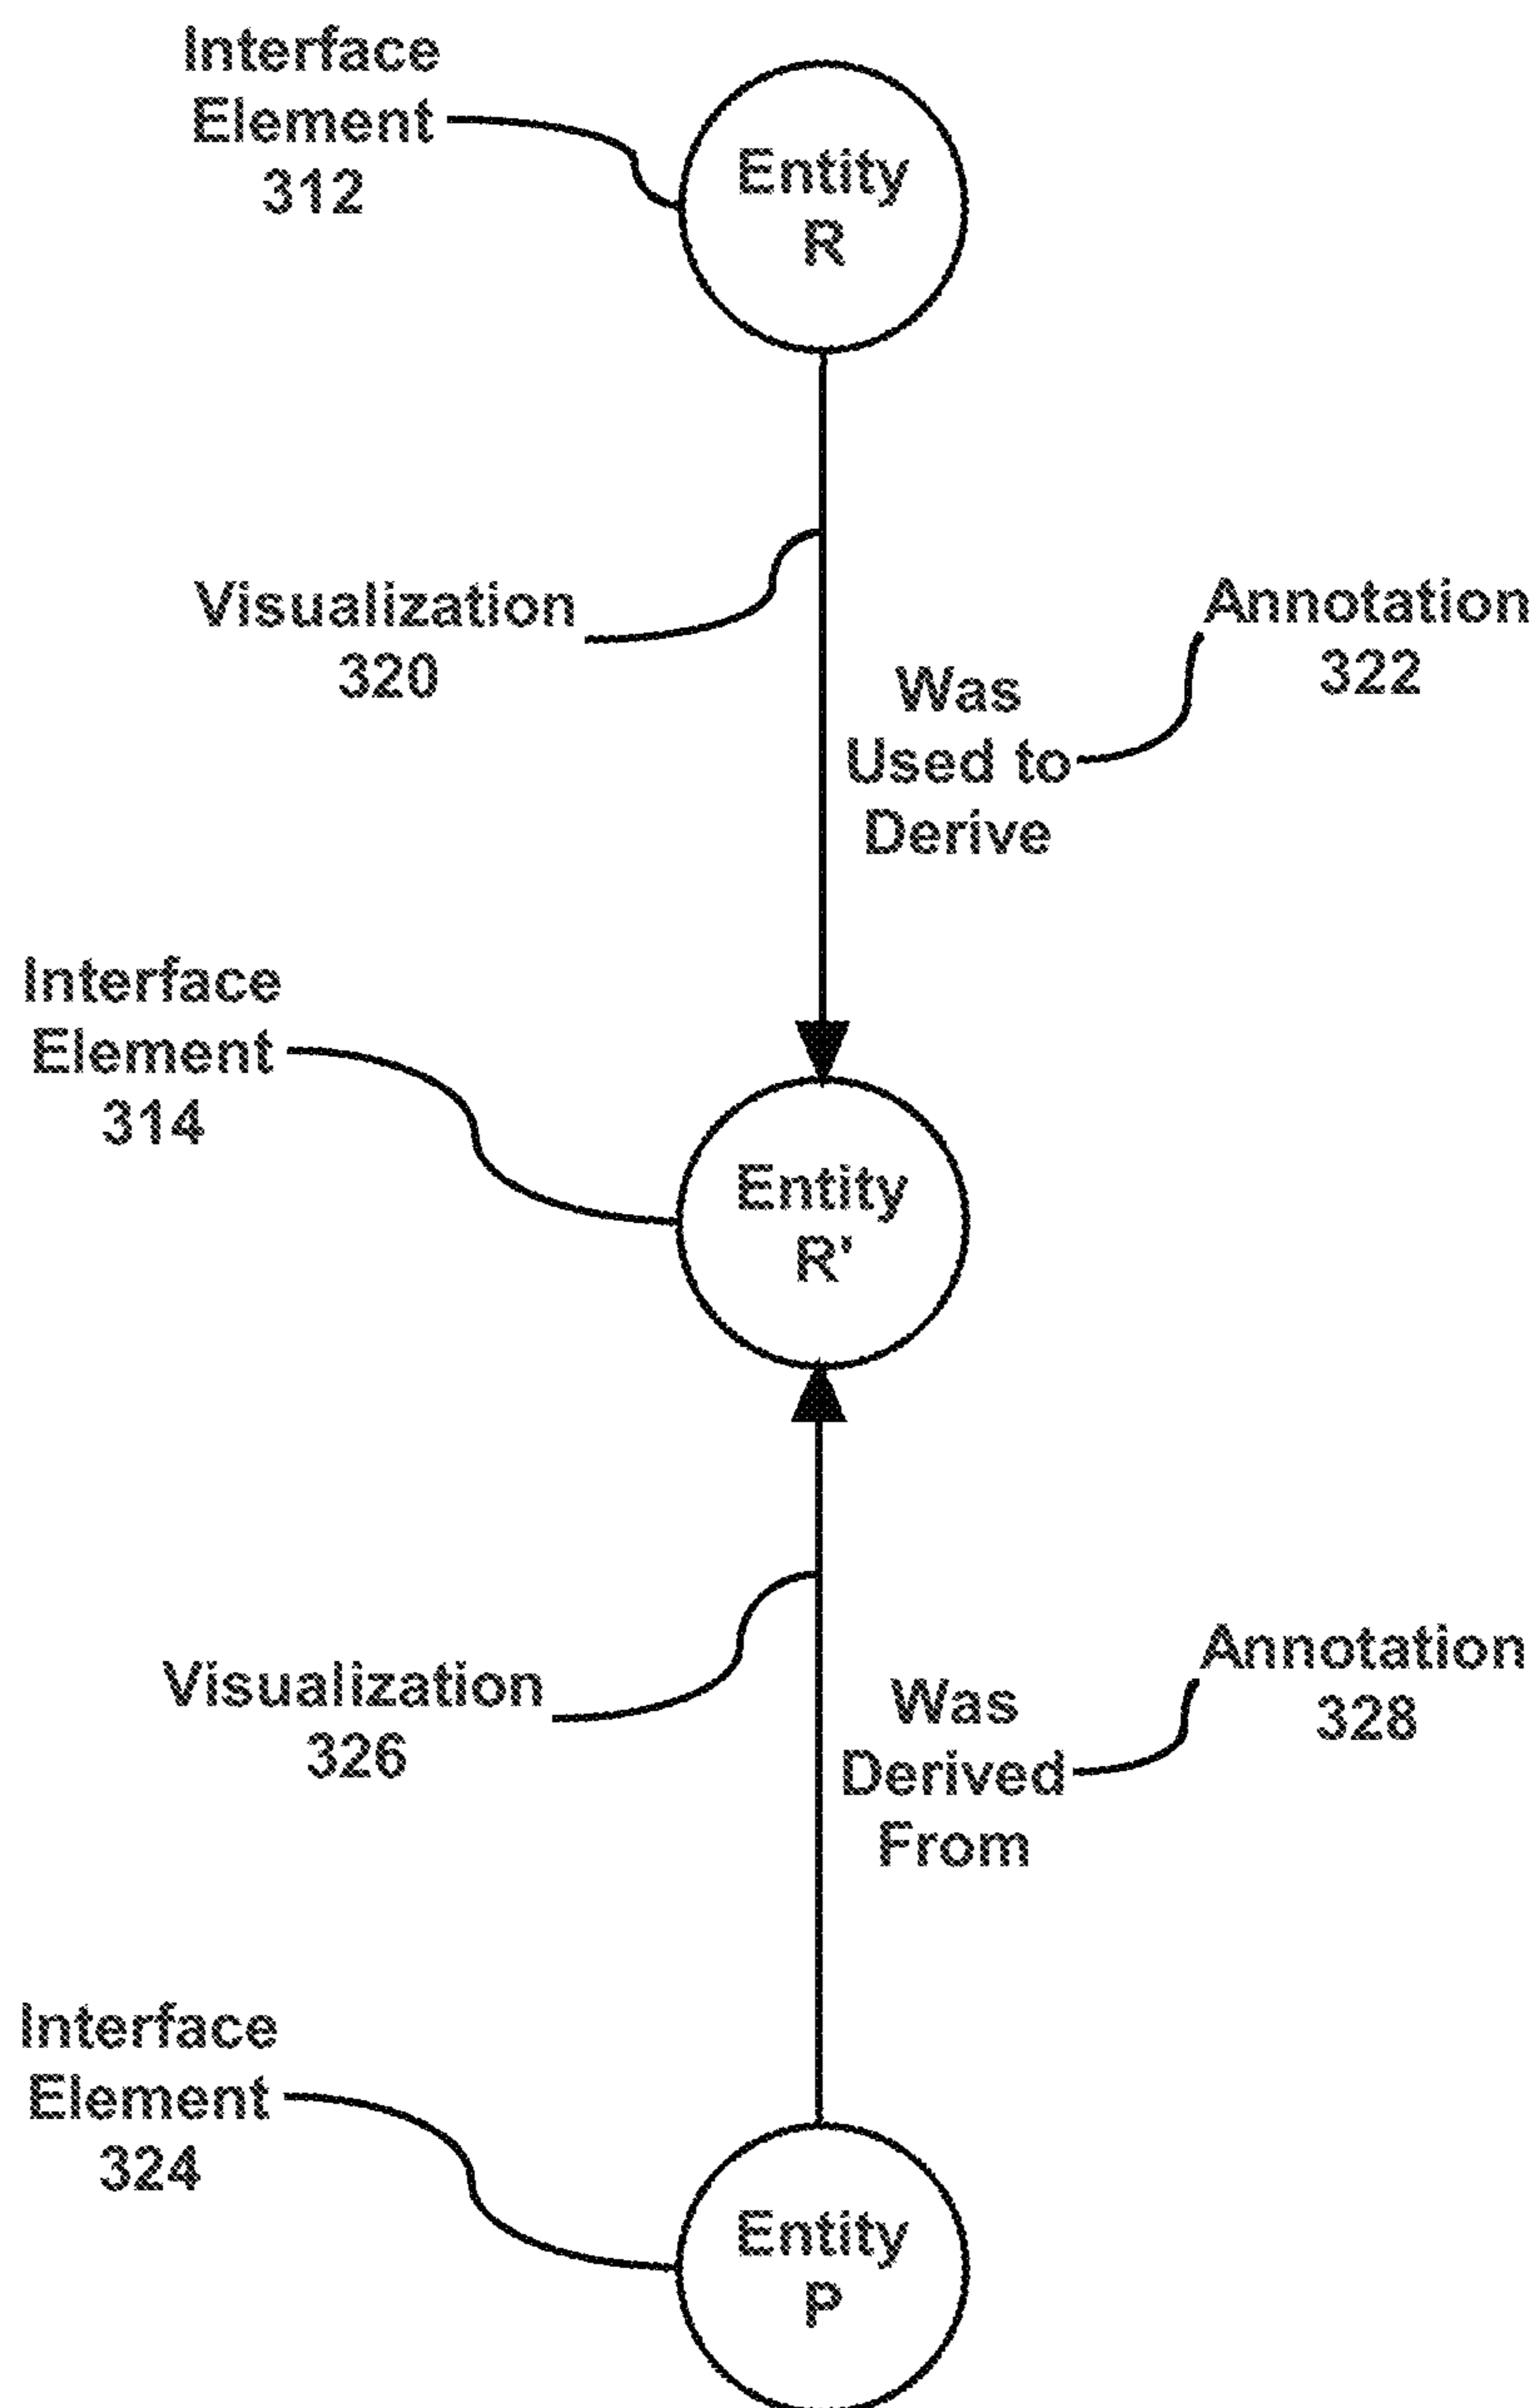 Interface
Element
312
Entity
R
Visualization
320
Annotation
322
Was
Used to
Derive
Interface
Element
314
Entity
R'
Visualization
326
Annotation
328
Was
Derived
From
Interface
Element
324
Entity
P